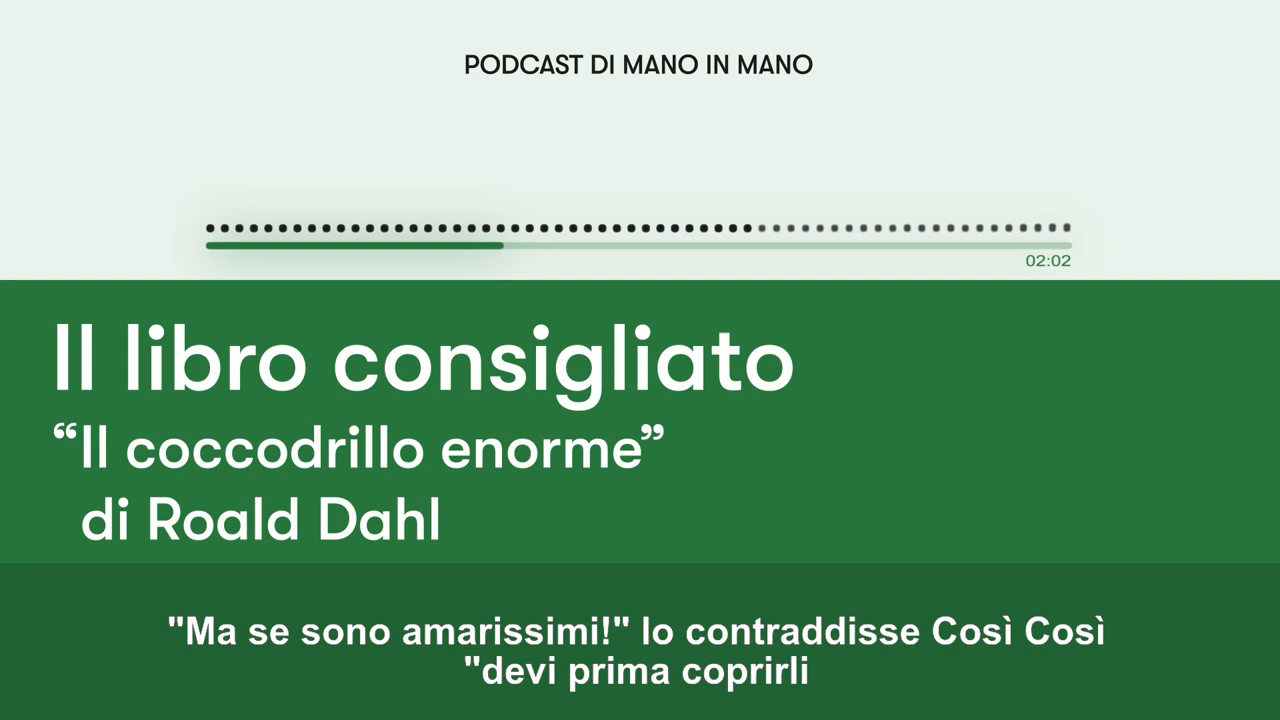 PODCAST DI MANO IN MANO
02:02
Il libro consigliato
“Il coccodrillo enorme”
di Roald Dahl
"Ma se sono amarissimi!" lo contraddisse Così Così
"devi prima coprirli